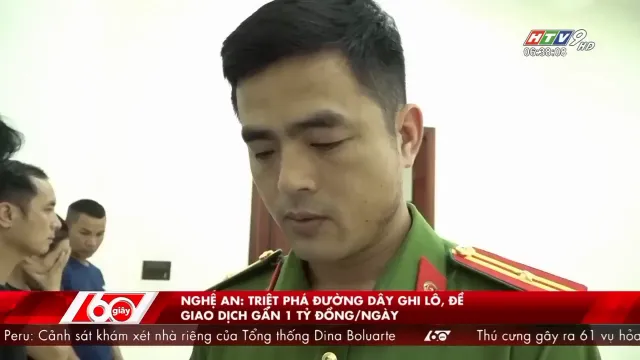 HTV9 HD
06:38:08
NGHỆ AN: TRIỆT PHÁ ĐƯỜNG DÂY GHI LÔ, ĐỀ
60 giây
GIAO DỊCH GẦN 1 TỶ ĐỒNG/NGÀY
Peru: Cảnh sát khám xét nhà riêng của Tổng thống Dina Boluarte
Thú cưng gây ra 61 vụ h